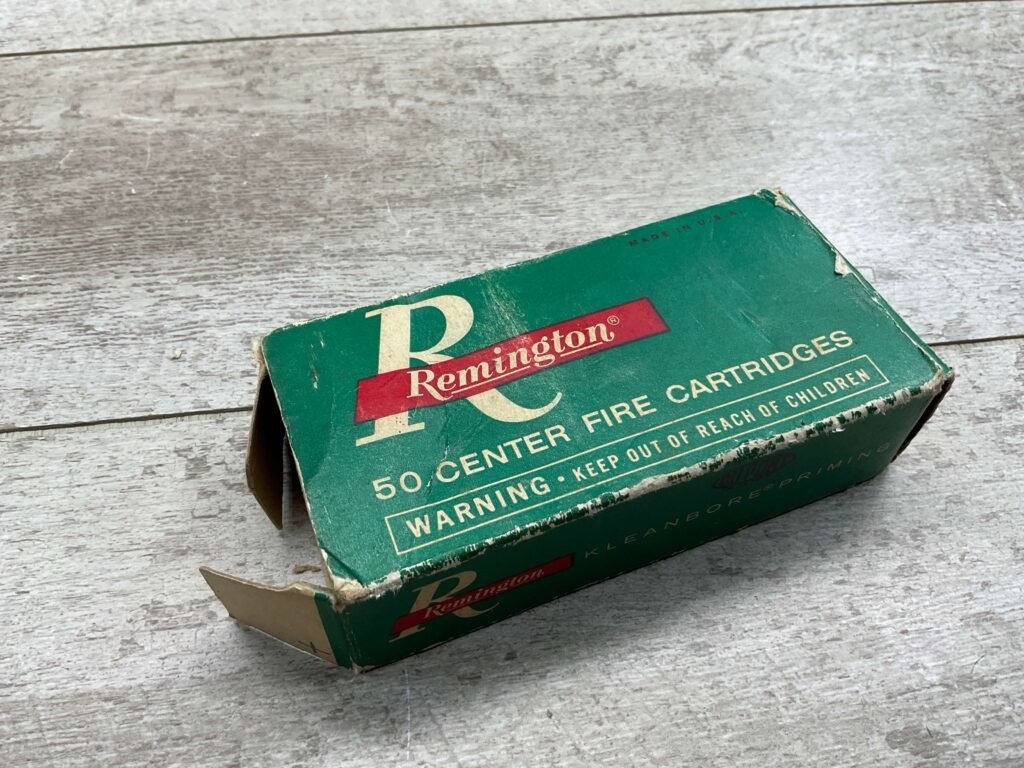 MADE IN U.S.A.
R
Remington®
50 CENTER FIRE CARTRIDGES
WARNING • KEEP OUT OF REACH OF CHILDREN
R
Remington
KLEANBORE® PRIMING